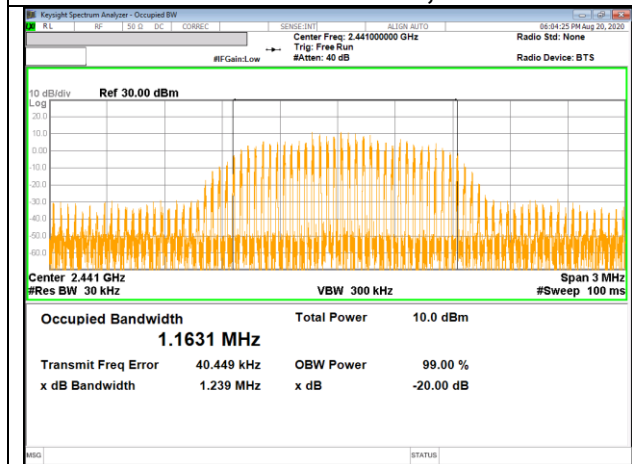 Keysight Spectrum Analyzer - Occupied BW
RL RF 50 Ω DC CORREC SENSE:INT ALIGN AUTO 06:04:25 PM Aug 20, 2020
Center Freq: 2.441000000 GHz Radio Std: None
Trig: Free Run
#IFGain:Low #Atten: 40 dB Radio Device: BTS
10 dB/div Ref 30.00 dBm
Log
20.0
10.0
0.00
-10.0
-20.0
-30.0
-40.0
-50.0
-60.0
Center 2.441 GHz Span 3 MHz
#Res BW 30 kHz VBW 300 kHz #Sweep 100 ms
Occupied Bandwidth Total Power 10.0 dBm
1.1631 MHz
Transmit Freq Error 40.449 kHz OBW Power 99.00 %
x dB Bandwidth 1.239 MHz x dB -20.00 dB
MSG STATUS